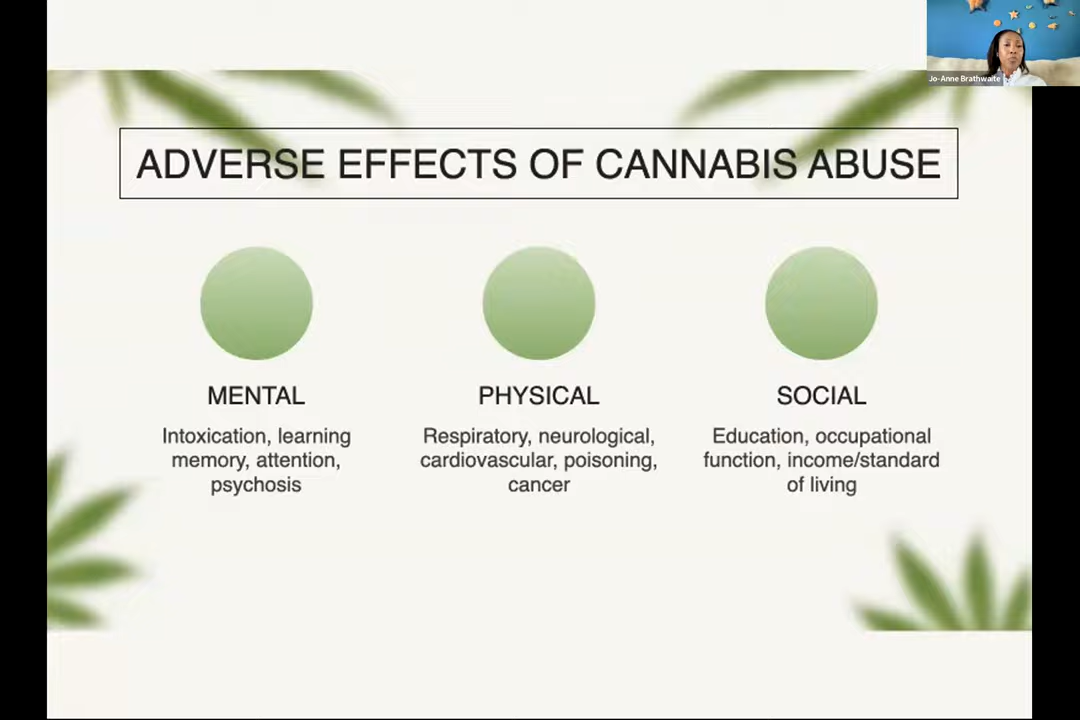 Jo-Anne Brathwaite
ADVERSE EFFECTS OF CANNABIS ABUSE
MENTAL
Intoxication, learning
memory, attention,
psychosis
PHYSICAL
Respiratory, neurological,
cardiovascular, poisoning,
cancer
SOCIAL
Education, occupational
function, income/standard
of living